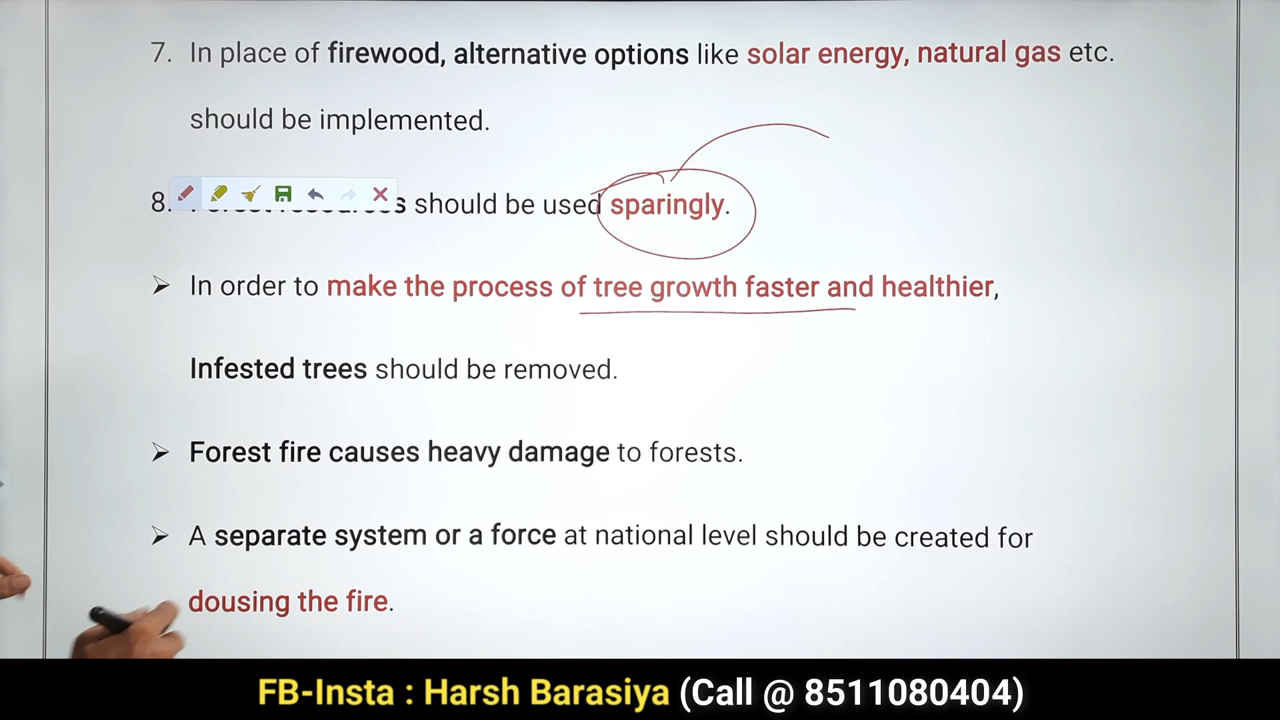 7. In place of firewood, alternative options like solar energy, natural gas etc.
should be implemented.
8. should be used sparingly.
➢ In order to make the process of tree growth faster and healthier,
Infested trees should be removed.
➢ Forest fire causes heavy damage to forests.
➢ A separate system or a force at national level should be created for
dousing the fire.
FB-Insta : Harsh Barasiya (Call @ 8511080404)